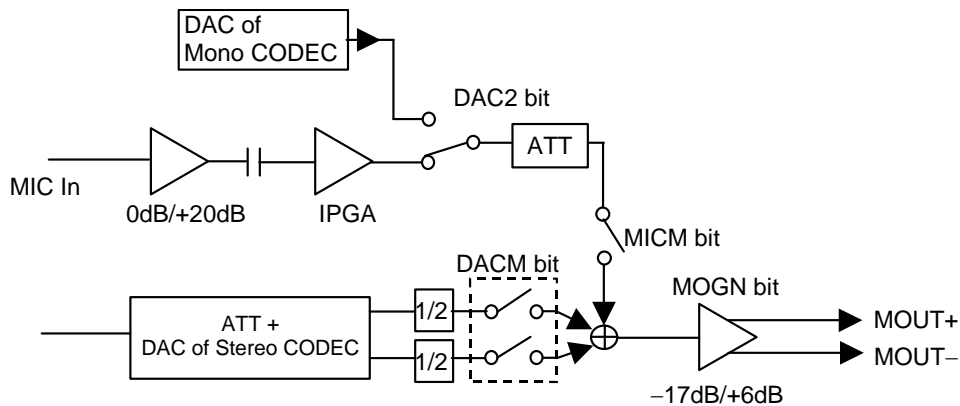 DAC of
Mono CODEC
DAC2 bit
ATT
MIC In
0dB/+20dB
IPGA
MICM bit
DACM bit
MOGN bit
1/2
ATT +
DAC of Stereo CODEC
1/2
MOUT+
MOUT−
−17dB/+6dB